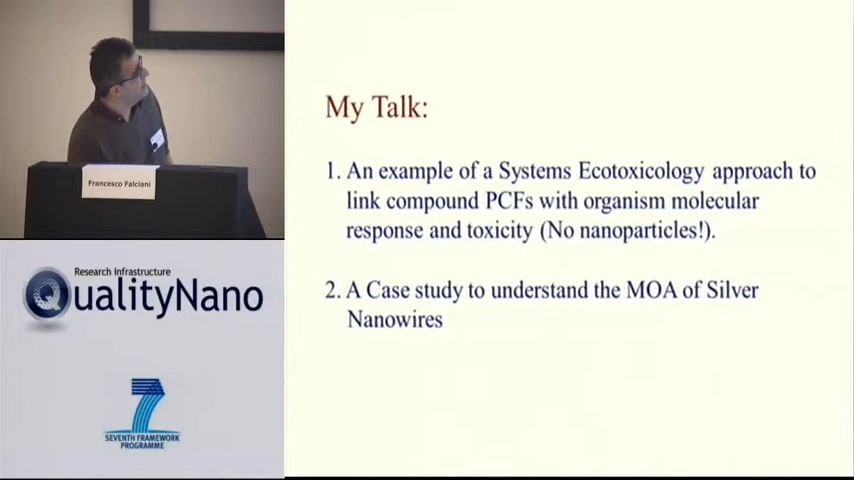 My Talk:
1. An example of a Systems Ecotoxicology approach to
link compound PCFs with organism molecular
response and toxicity (No nanoparticles!).
2. A Case study to understand the MOA of Silver
Nanowires
Francesco Falciani
Research Infrastructure
QualityNano
7
SEVENTH FRAMEWORK
PROGRAMME